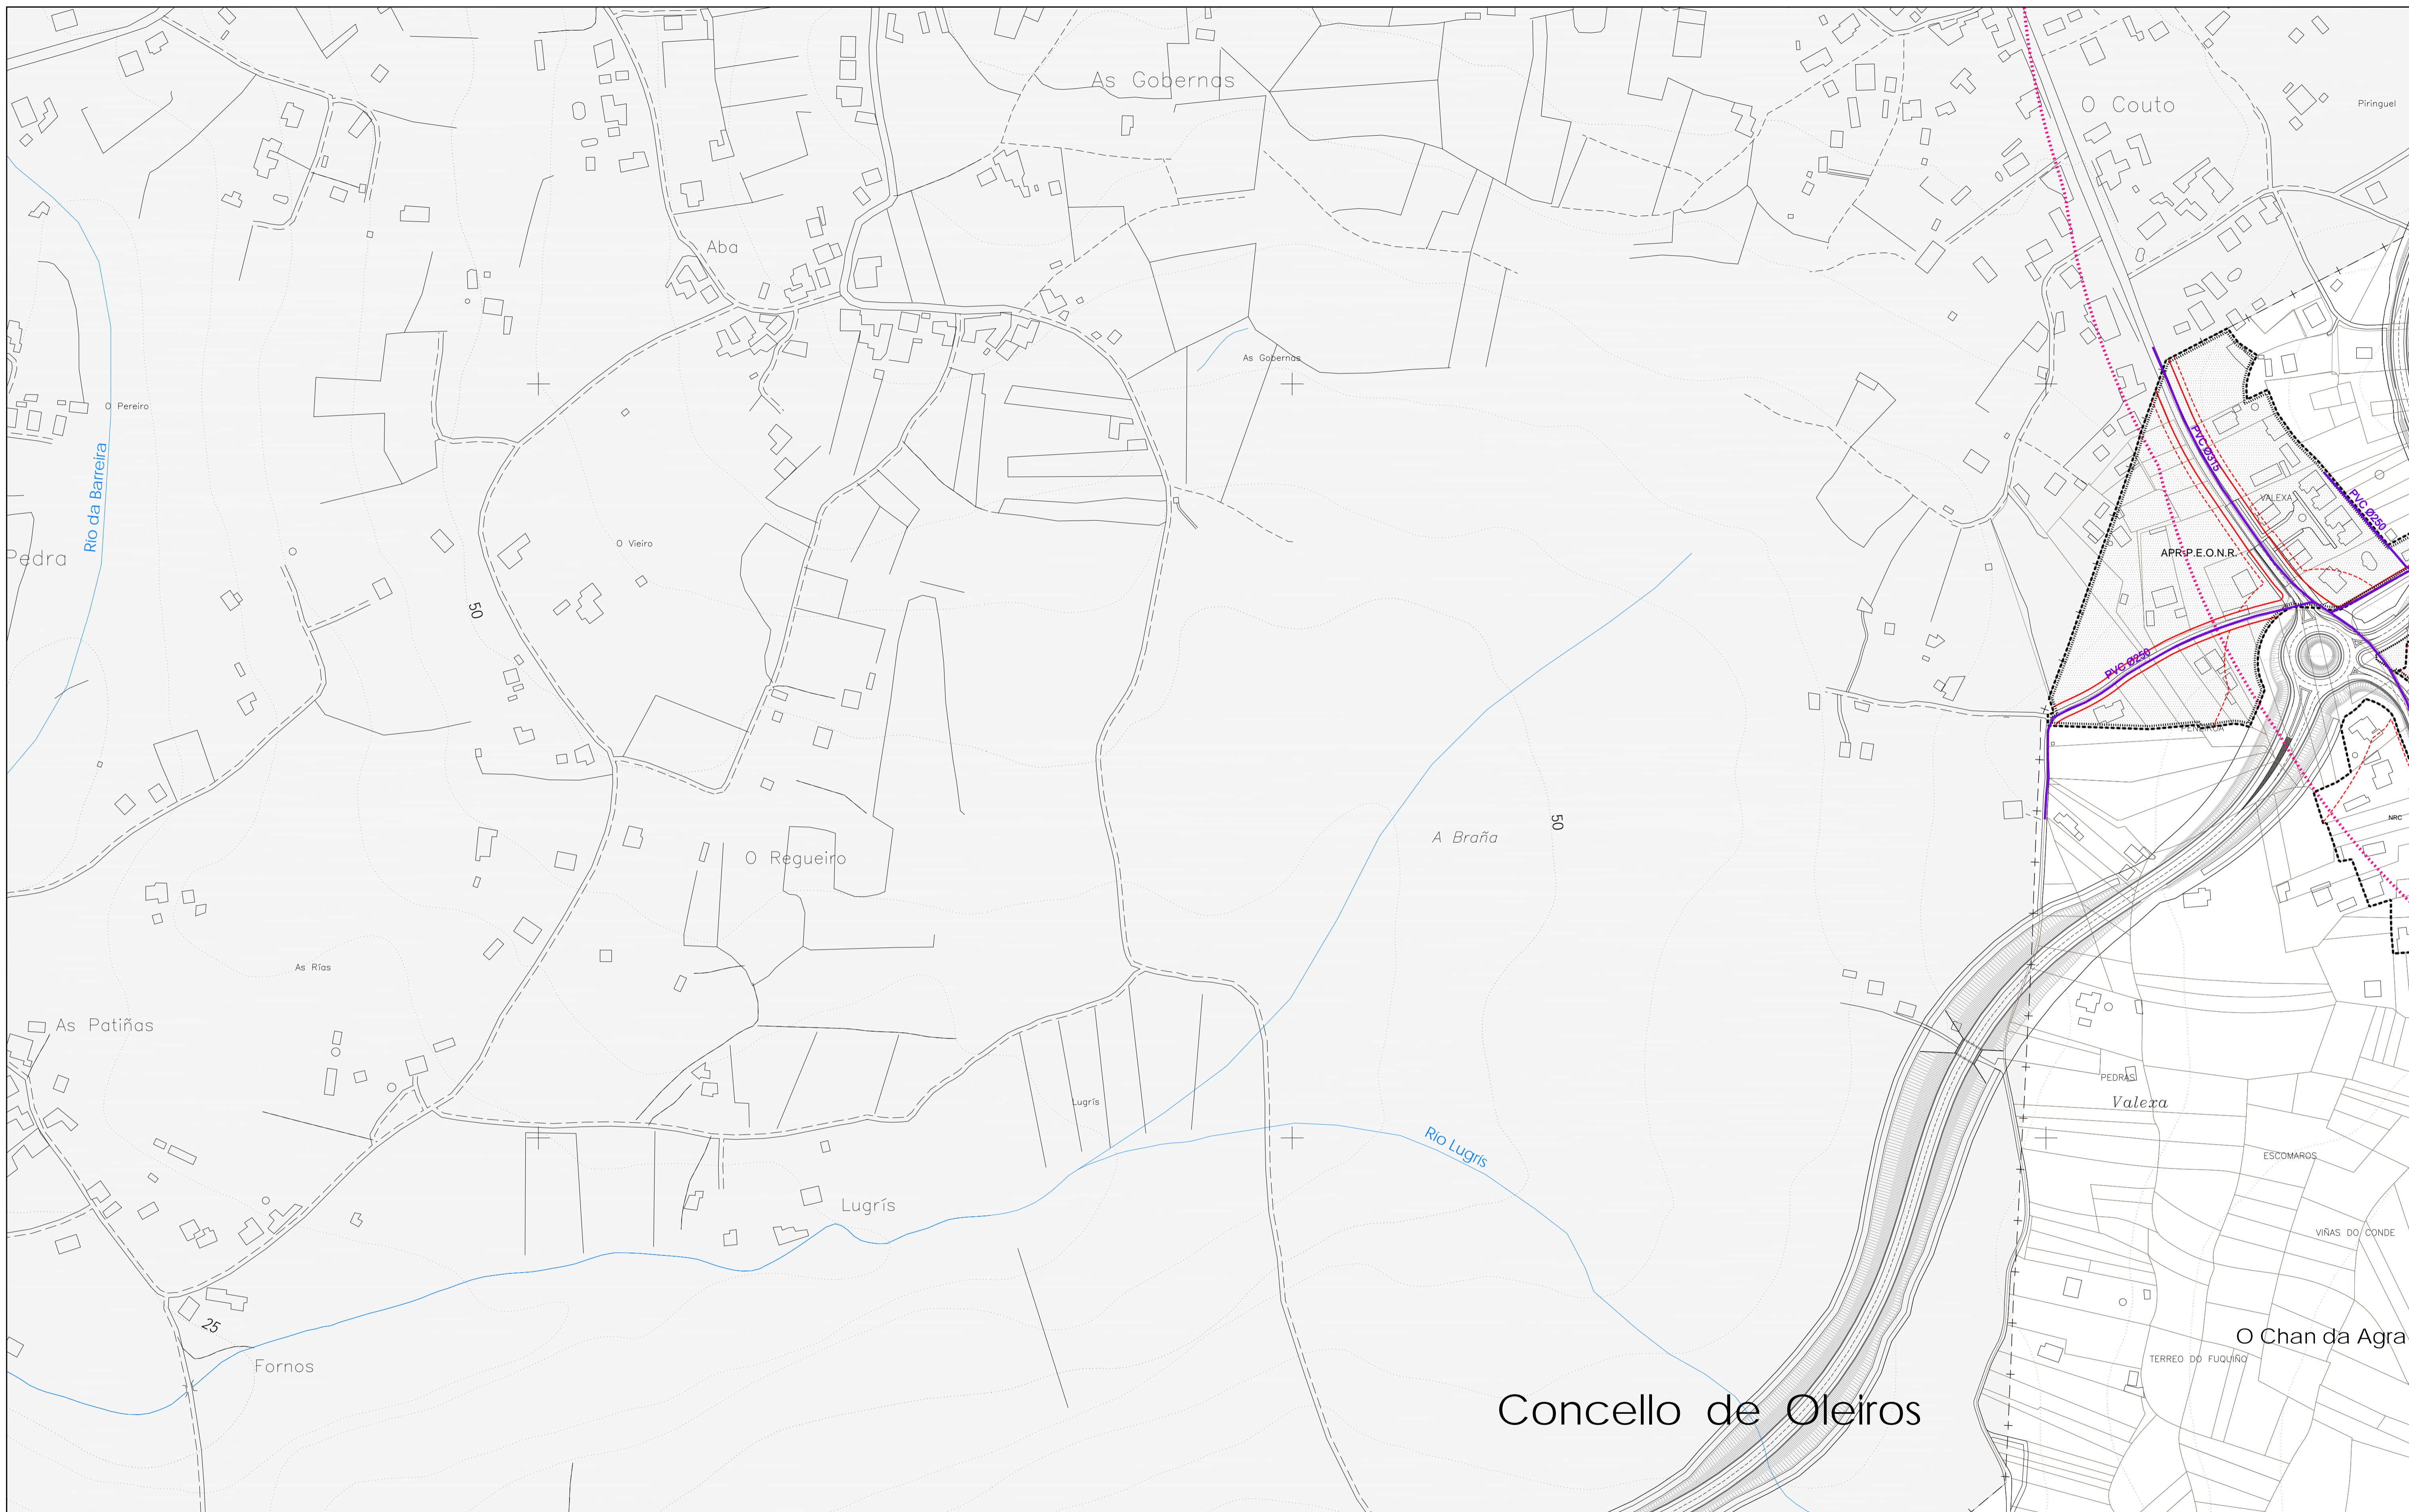 As Gobernas
O Couto
Piringuel
Aba
As Gobernas
O Pereiro
Río da Barreira
Pedra
O Vieiro
50
PVC Ø315
VALEXA
PVC Ø250
APR-P.E.O.N.R.
PVC Ø250
NRC
A Braña
50
O Regueiro
As Rías
As Patiñas
PEDRAS
Valexa
Lugrís
Río Lugrís
ESCOMAROS
Lugrís
VIÑAS DO CONDE
25
O Chan da Agra
TERREO DO FUQUIÑO
Fornos
Concello de Oleiros